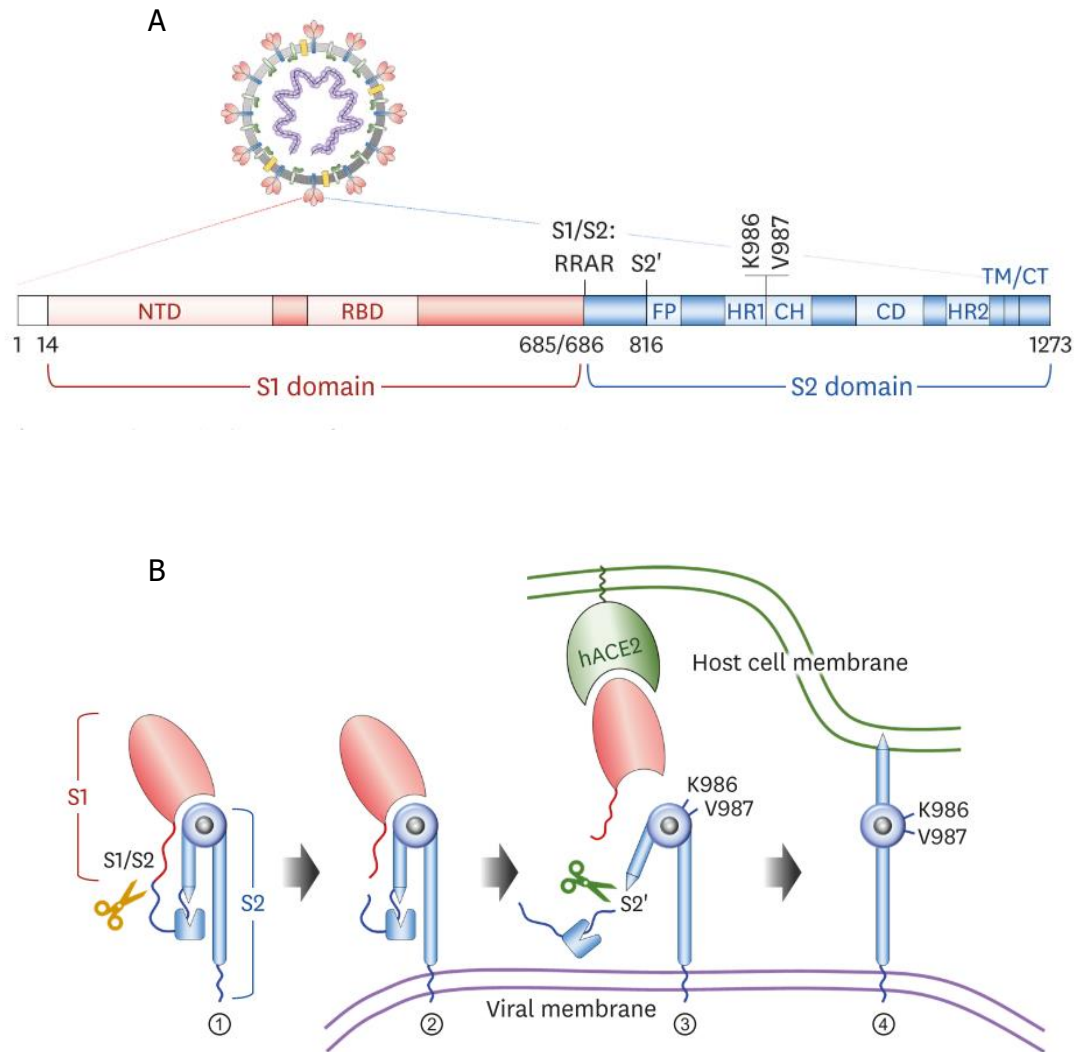 A
S1/S2:
RRAR S2'
K986
V987
TM/CT
NTD RBD FP HR1 CH CD HR2
1 14 685/686 816 1273
S1 domain S2 domain
B
hACE2
Host cell membrane
S1
S1/S2
S2
K986
V987
S2'
K986
V987
Viral membrane
① ② ③ ④